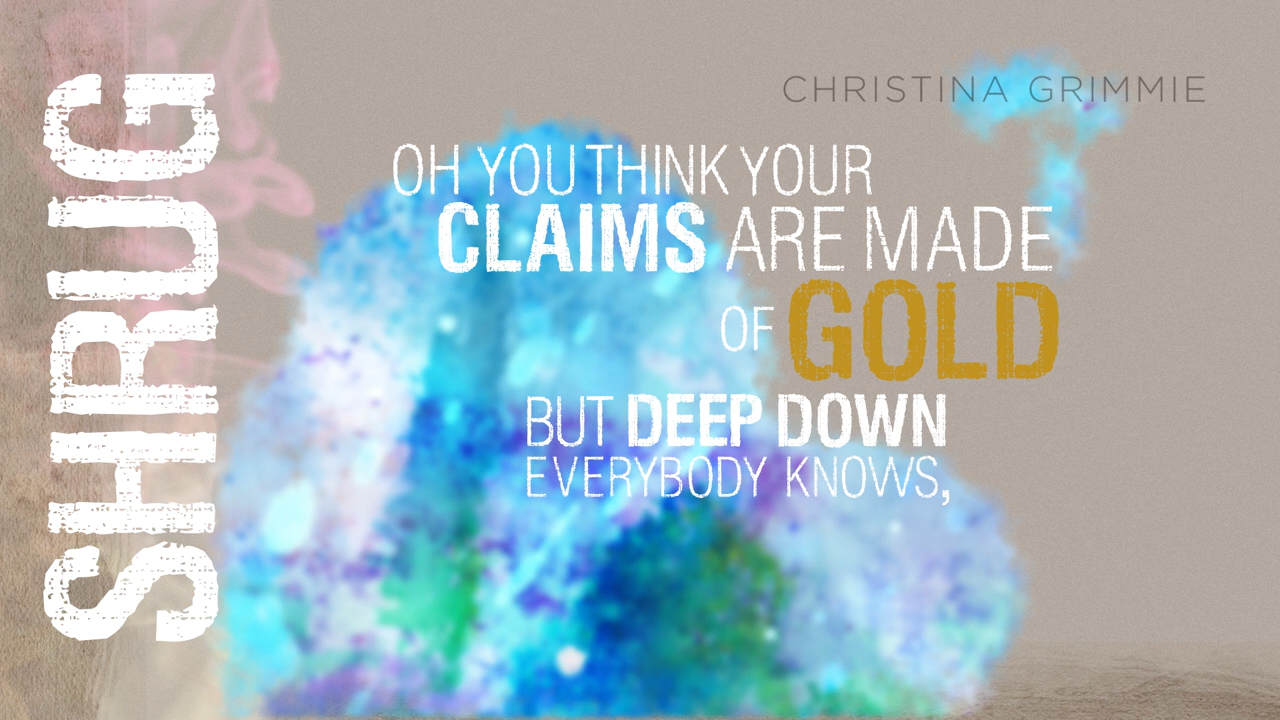 SHRUG
CHRISTINA GRIMMIE
OH YOU THINK YOUR
CLAIMS ARE MADE
OF GOLD
BUT DEEP DOWN
EVERYBODY KNOWS,